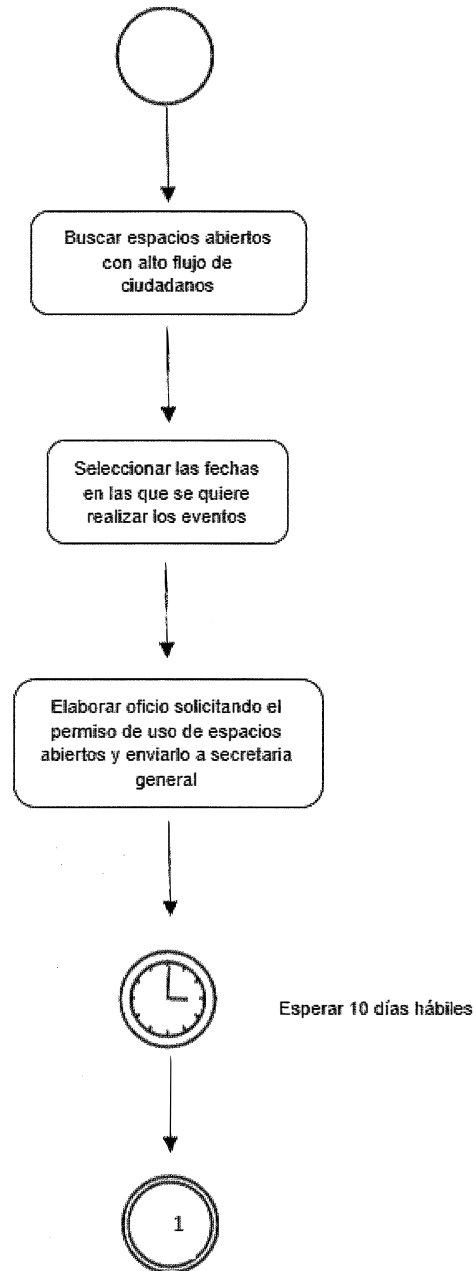 Buscar espacios abiertos
con alto flujo de
ciudadanos
Seleccionar las fechas
en las que se quiere
realizar los eventos
Elaborar oficio solicitando el
permiso de uso de espacios
abiertos y enviarlo a secretaria
general
Esperar 10 días hábiles
1